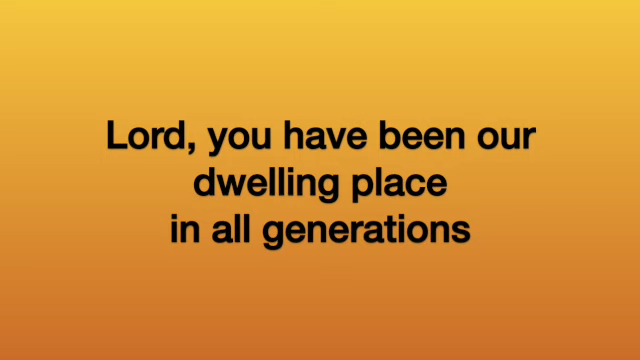 Lord, you have been our
dwelling place
in all generations